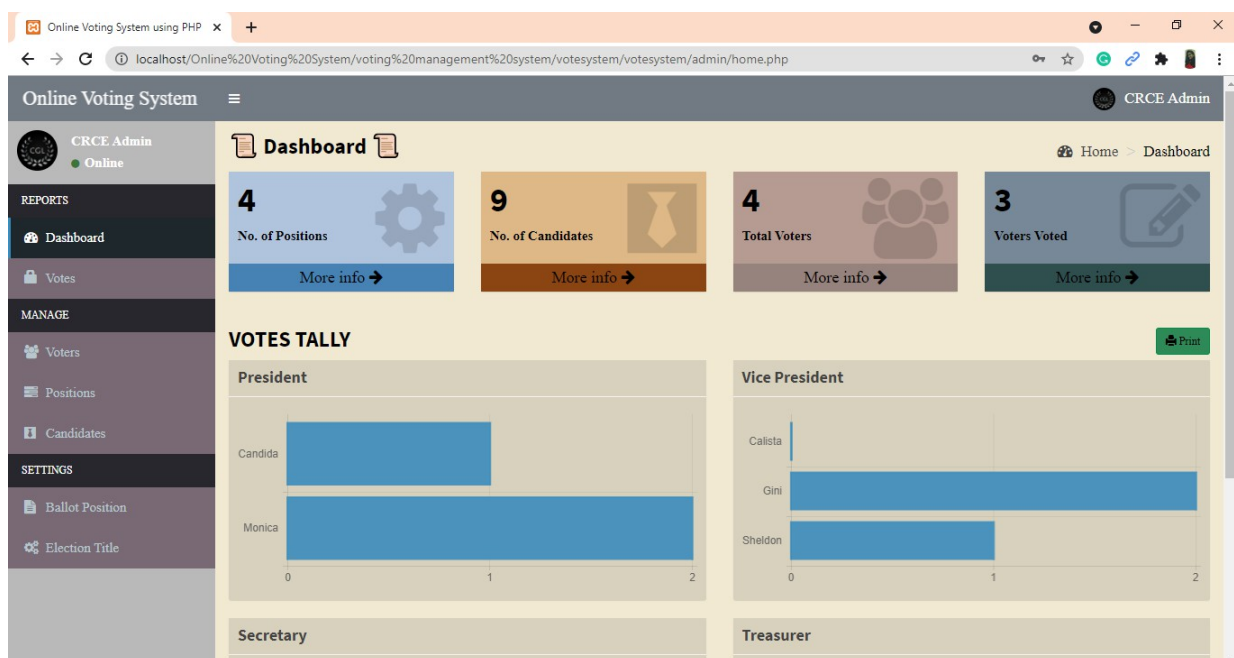 Online Voting System using PHP
localhost/Online%20Voting%20System/voting%20management%20system/votesystem/votesystem/admin/home.php
Online Voting System
CRCE Admin
CGL
CRCE Admin
Online
REPORTS
Dashboard
Votes
MANAGE
Voters
Positions
Candidates
SETTINGS
Ballot Position
Election Title
Dashboard
Home > Dashboard
4
No. of Positions
More info
9
No. of Candidates
More info
4
Total Voters
More info
3
Voters Voted
More info
VOTES TALLY
Print
President
Candida
Monica
0 1 2
Vice President
Calista
Gini
Sheldon
0 1 2
Secretary
Treasurer